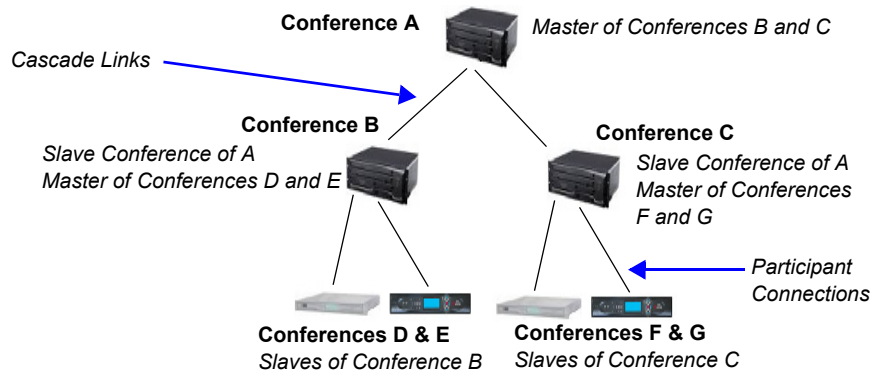 Conference A
Master of Conferences B and C
Cascade Links
Conference B
Slave Conference of A
Master of Conferences D and E
Conference C
Slave Conference of A
Master of Conferences
F and G
Participant
Connections
Conferences D & E
Slaves of Conference B
Conferences F & G
Slaves of Conference C